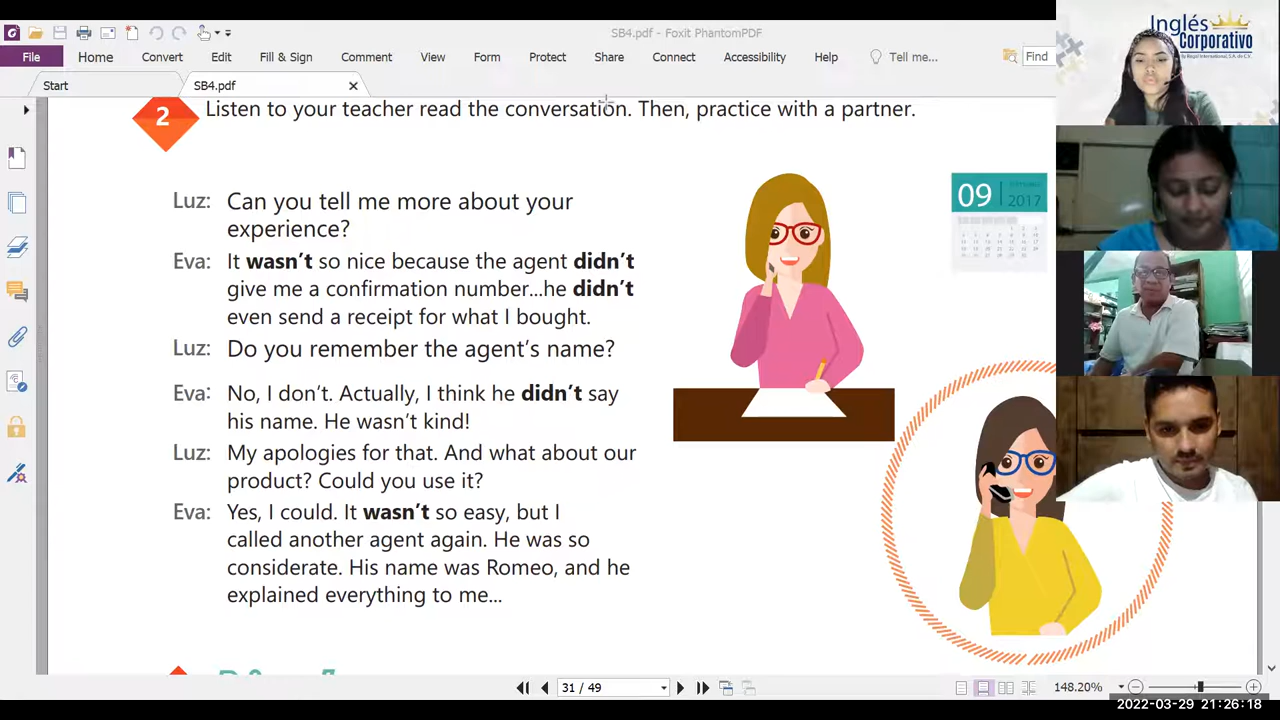 SB4.pdf - Foxit PhantomPDF
File Home Convert Fill & Sign Comment View Form Protect Share Connect Accessibility Help Tell me... Find
Start SB4.pdf
2 Listen to your teacher read the conversation. Then, practice with a partner.
Luz: Can you tell me more about your
experience?
Eva: It wasn't so nice because the agent didn't
give me a confirmation number...he didn't
even send a receipt for what I bought.
Luz: Do you remember the agent's name?
Eva: No, I don't. Actually, I think he didn't say
his name. He wasn't kind!
Luz: My apologies for that. And what about our
product? Could you use it?
Eva: Yes, I could. It wasn't so easy, but I
called another agent again. He was so
considerate. His name was Romeo, and he
explained everything to me...
09
2017
Inglés
Corporativo
31 / 49
148.20%
2022-03-29 21:26:18